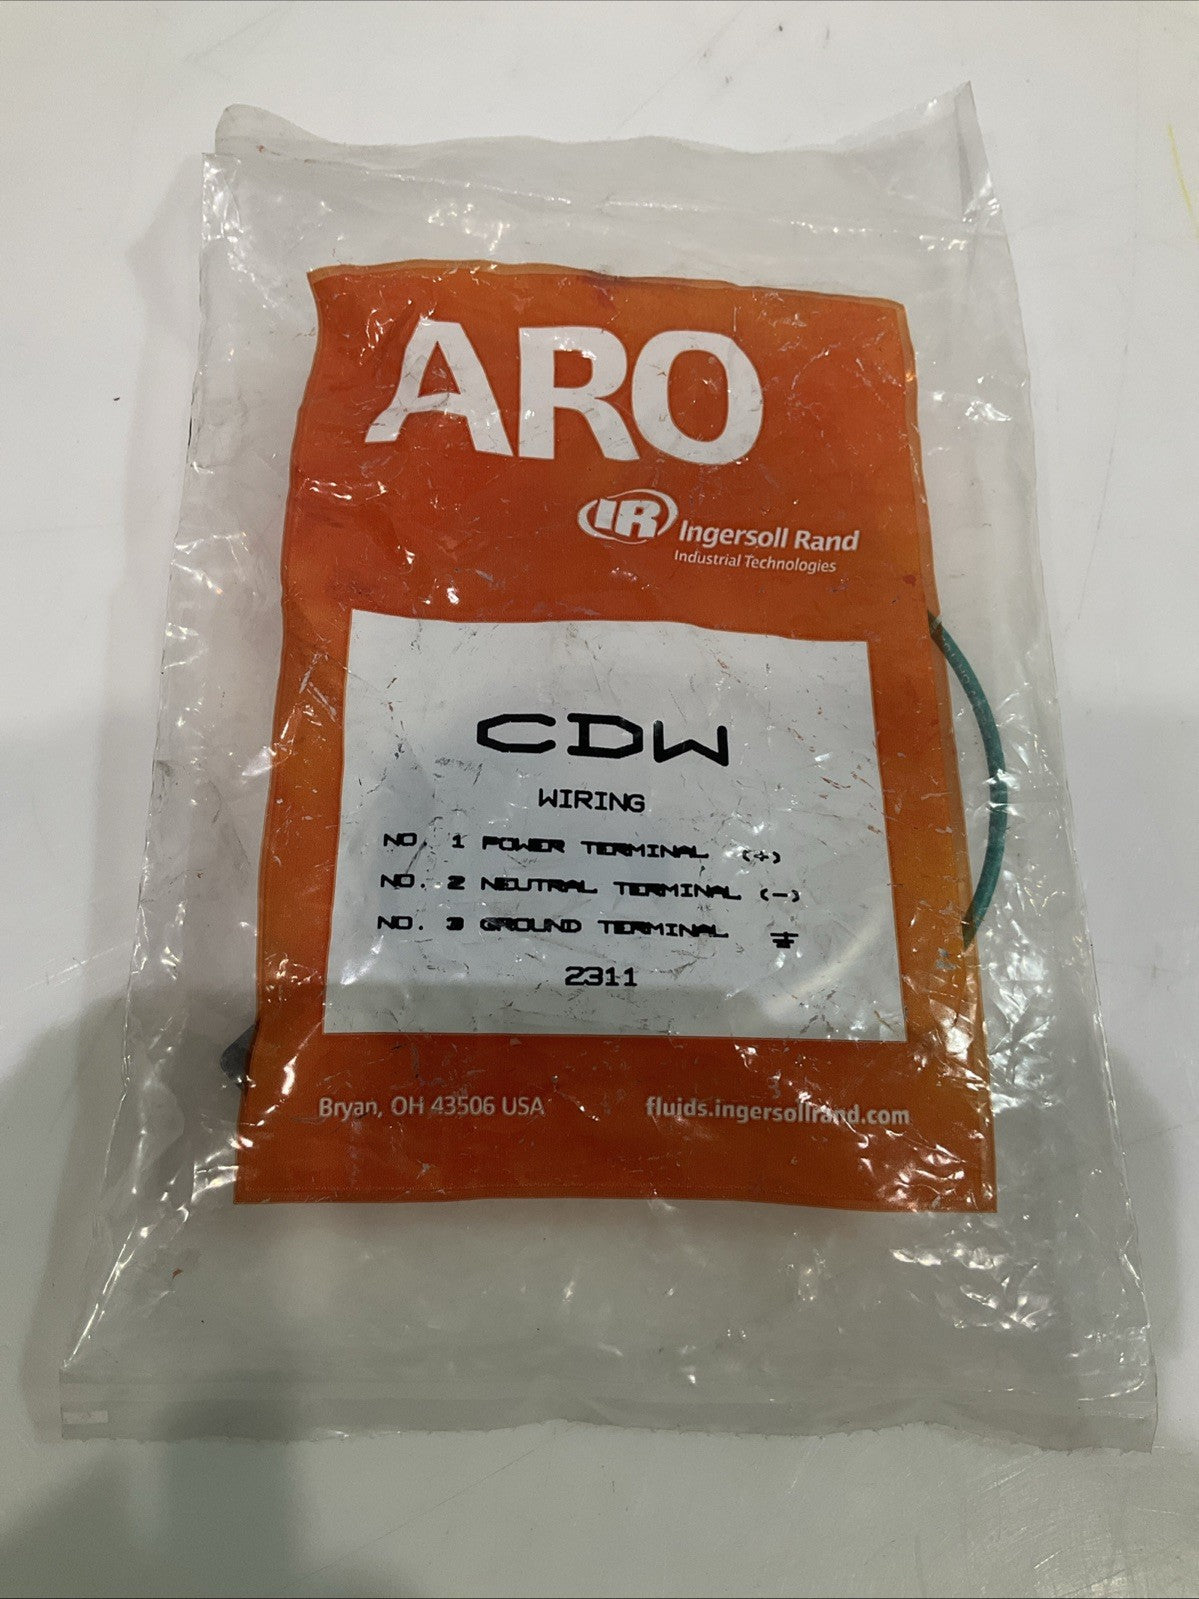 ARO
IR Ingersoll Rand
Industrial Technologies
CDW
WIRING
NO. 1 POWER TERMINAL (+)
NO. 2 NEUTRAL TERMINAL (-)
NO. 3 GROUND TERMINAL ⏚
2311
Bryan, OH 43506 USA
fluids.ingersollrand.com